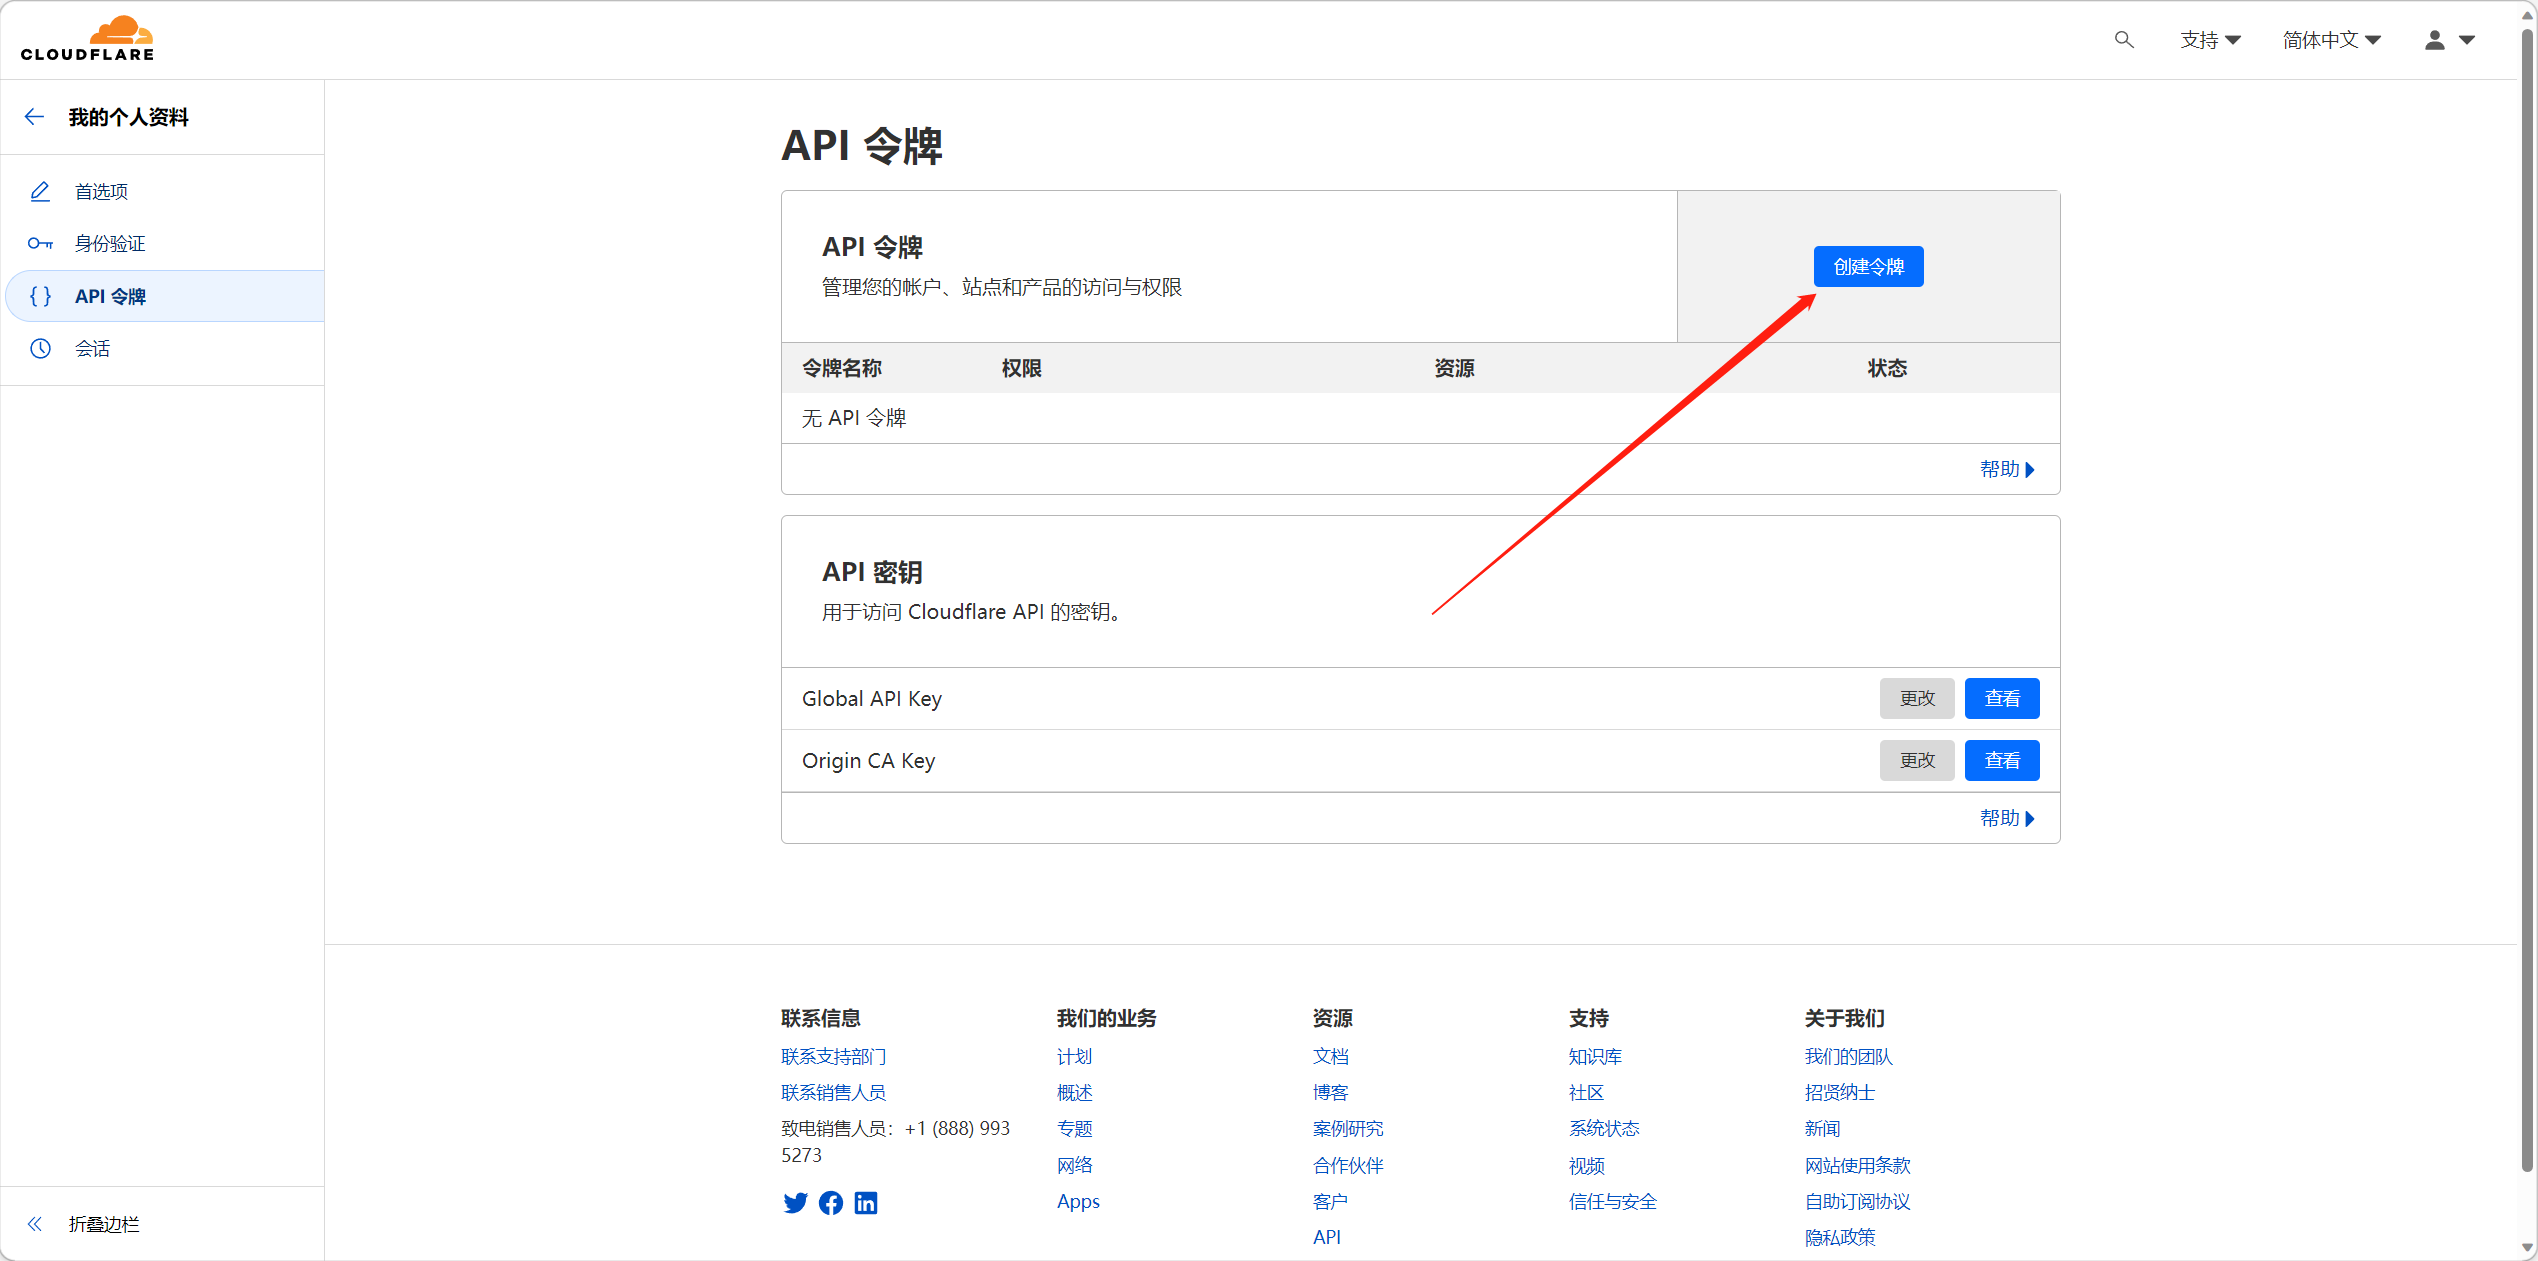 CLOUDFLARE
支持
简体中文
我的个人资料
首选项
身份验证
API 令牌
会话
折叠边栏
API 令牌
API 令牌
管理您的帐户、站点和产品的访问与权限
创建令牌
令牌名称 权限 资源 状态
无 API 令牌
帮助
API 密钥
用于访问 Cloudflare API 的密钥。
Global API Key 更改 查看
Origin CA Key 更改 查看
帮助
联系信息
联系支持部门
联系销售人员
致电销售人员：+1 (888) 993
5273
我们的业务
计划
概述
专题
网络
Apps
资源
文档
博客
案例研究
合作伙伴
客户
API
支持
知识库
社区
系统状态
视频
信任与安全
关于我们
我们的团队
招贤纳士
新闻
网站使用条款
自助订阅协议
隐私政策